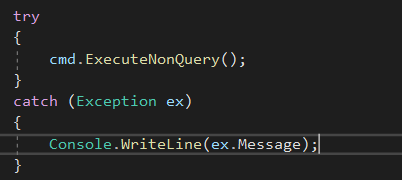 try
{
    cmd.ExecuteNonQuery();
}
catch (Exception ex)
{
    Console.WriteLine(ex.Message);
}